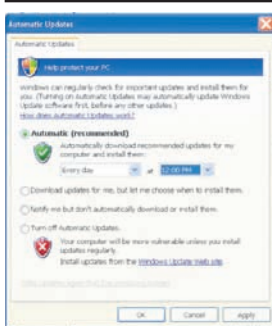 Automatic Updates
Automatic Updates
Help protect your PC
Windows can regularly check for important updates and install them for
you. (Turning on Automatic Updates may automatically update Windows
Update software first, before any other updates.)
How does Automatic Updates work?
Automatic (recommended)
Automatically download recommended updates for my
computer and install them:
Every day at 12:00 PM
Download updates for me, but let me choose when to install them.
Notify me but don't automatically download or install them.
Turn off Automatic Updates.
Your computer will be more vulnerable unless you install
updates regularly.
Install updates from the Windows Update Web site.
OK Cancel Apply